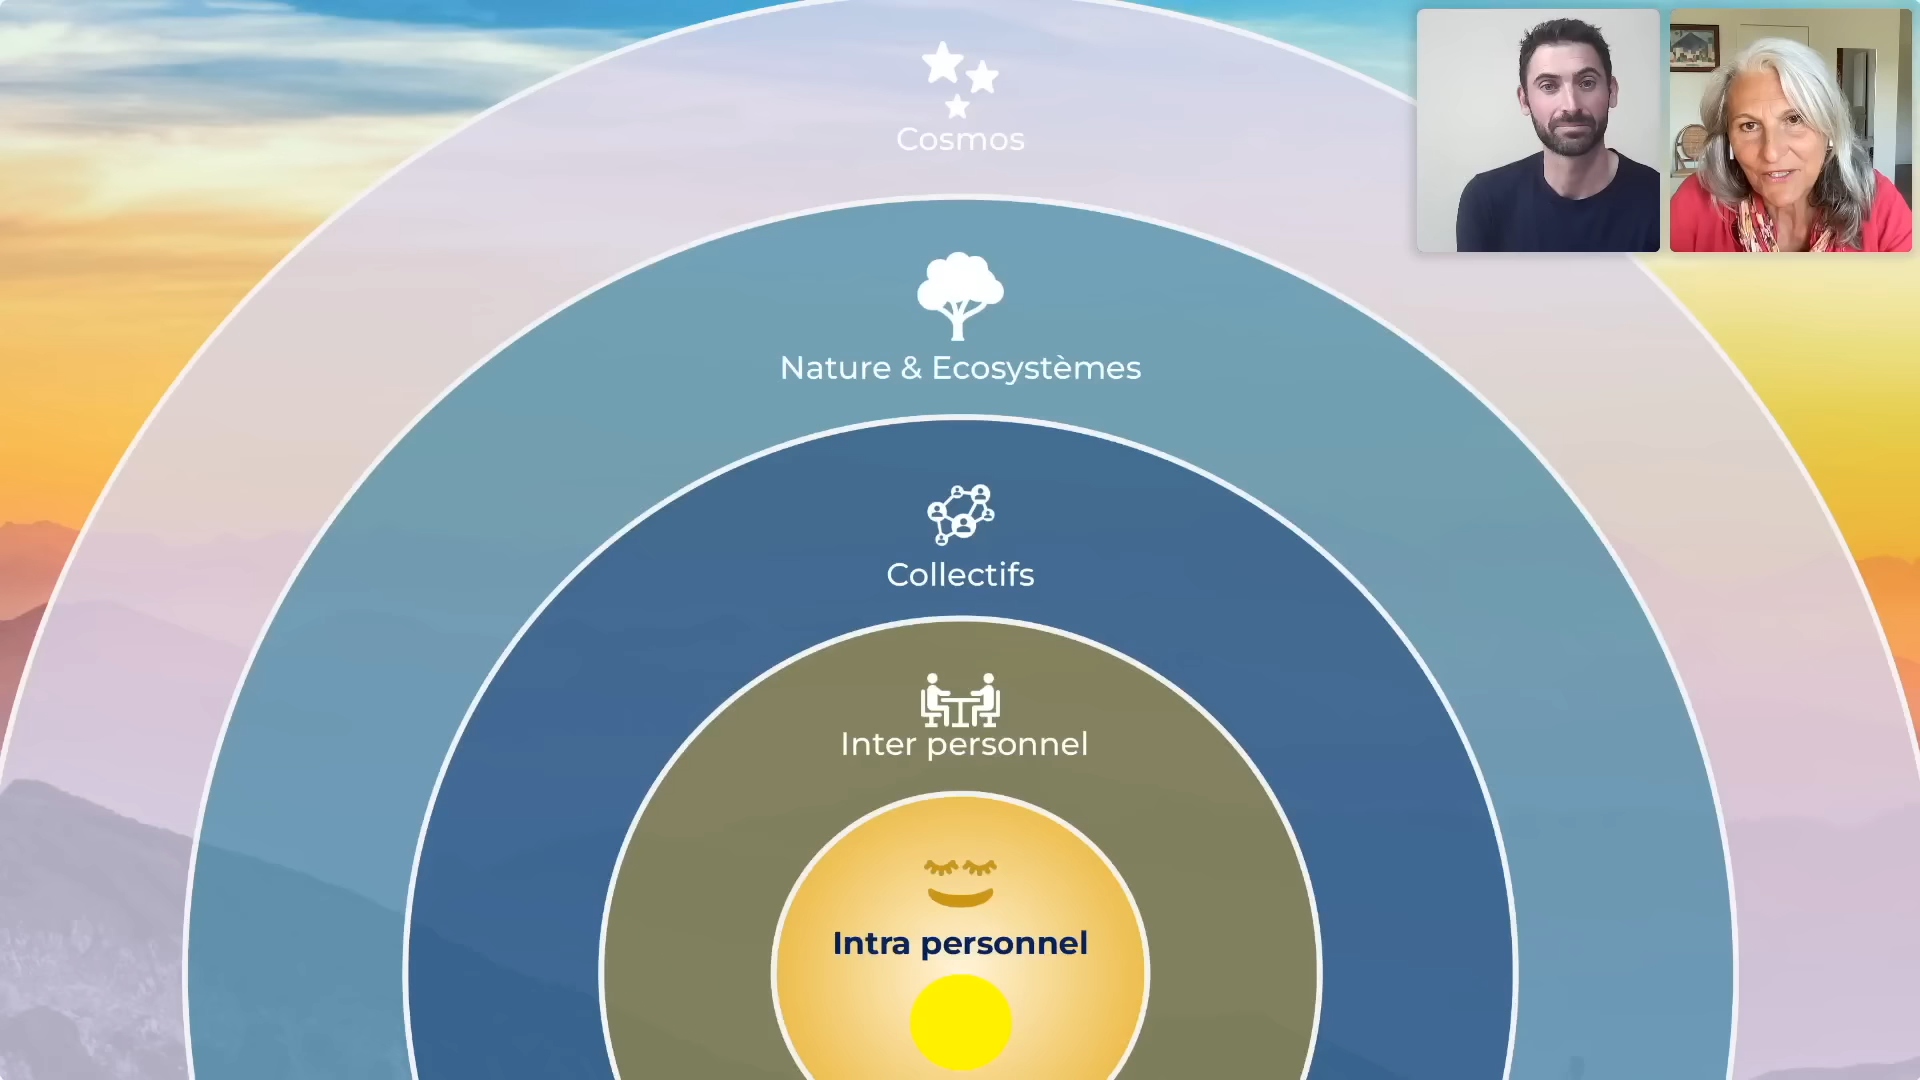 Cosmos
Nature & Ecosystèmes
Collectifs
Inter personnel
Intra personnel